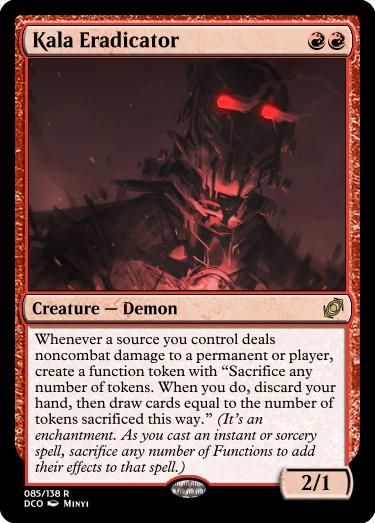 Kala Eradicator
Creature — Demon
Whenever a source you control deals
noncombat damage to a permanent or player,
create a function token with “Sacrifice any
number of tokens. When you do, discard your
hand, then draw cards equal to the number of
tokens sacrificed this way.” (It's an
enchantment. As you cast an instant or sorcery
spell, sacrifice any number of Functions to add
their effects to that spell.)
2/1
085/138 R
DCO MINYI